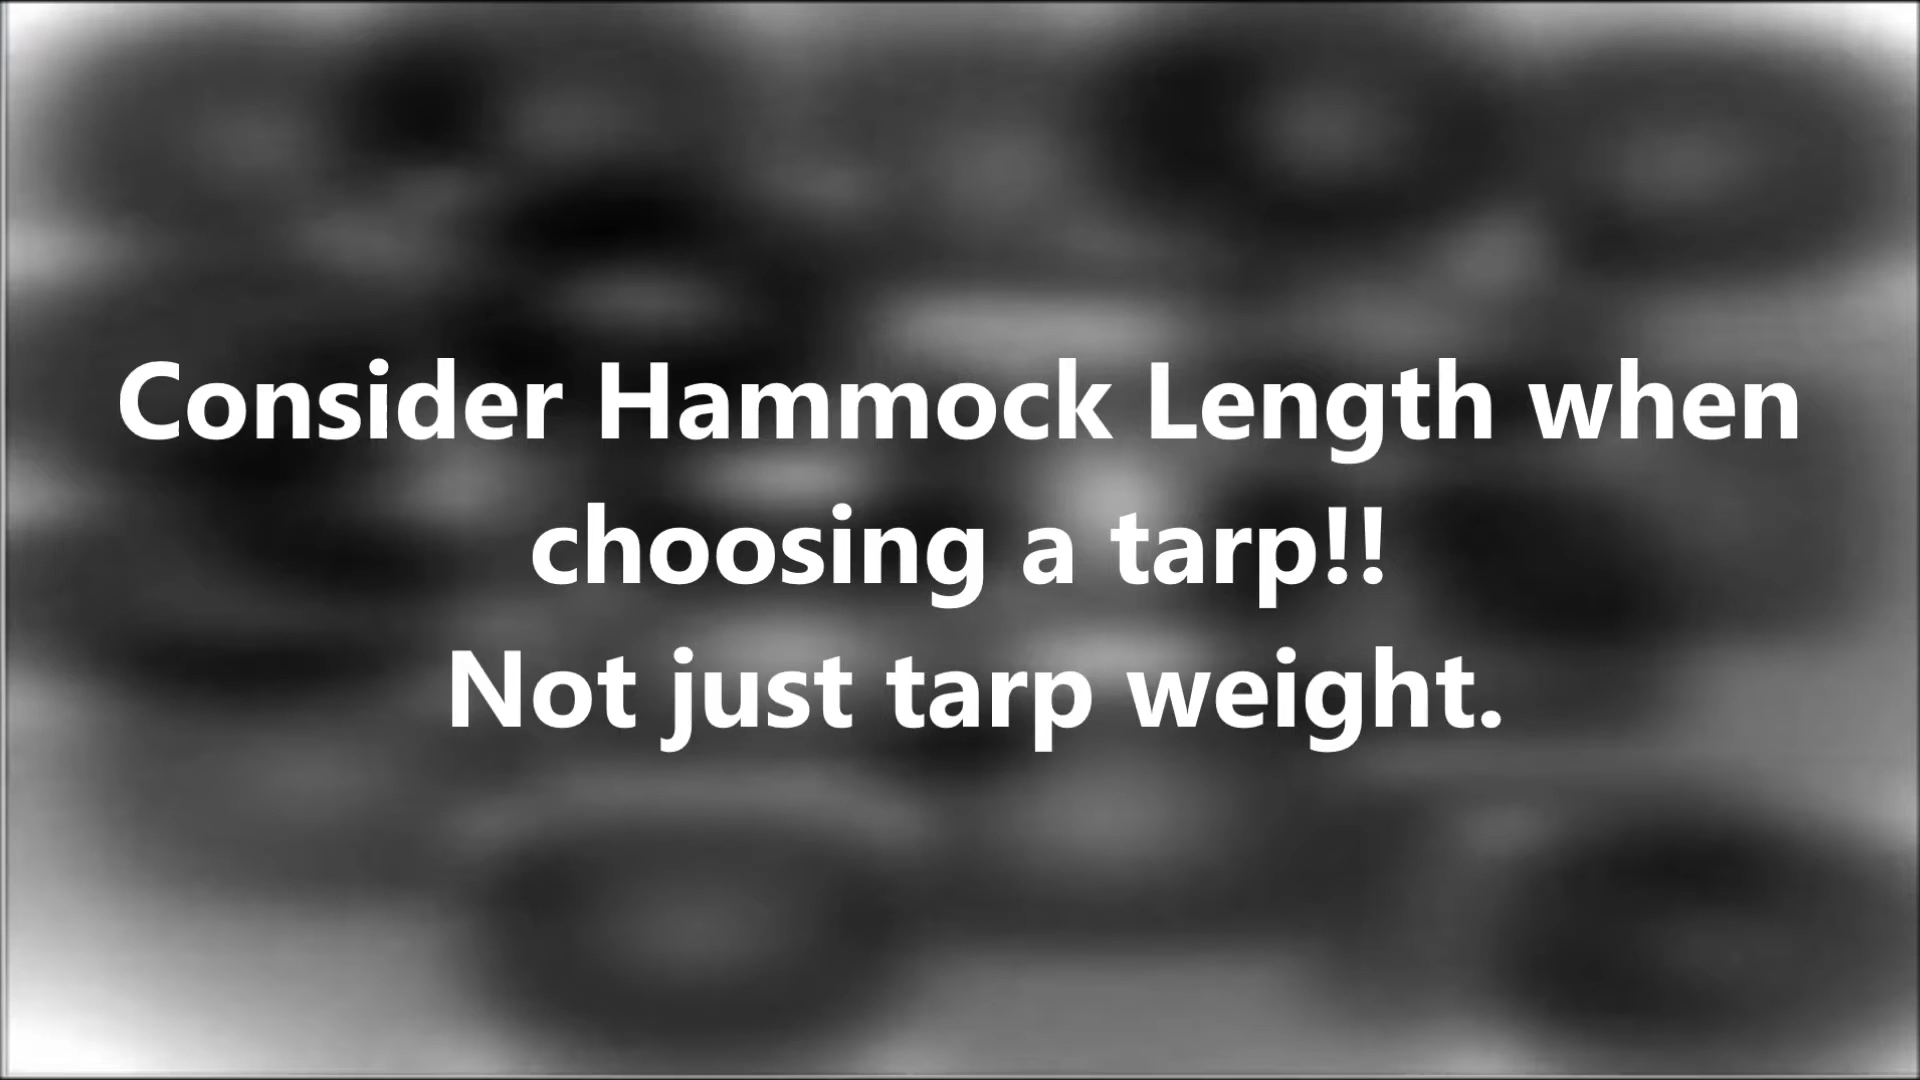 Consider Hammock Length when
choosing a tarp!!
Not just tarp weight.